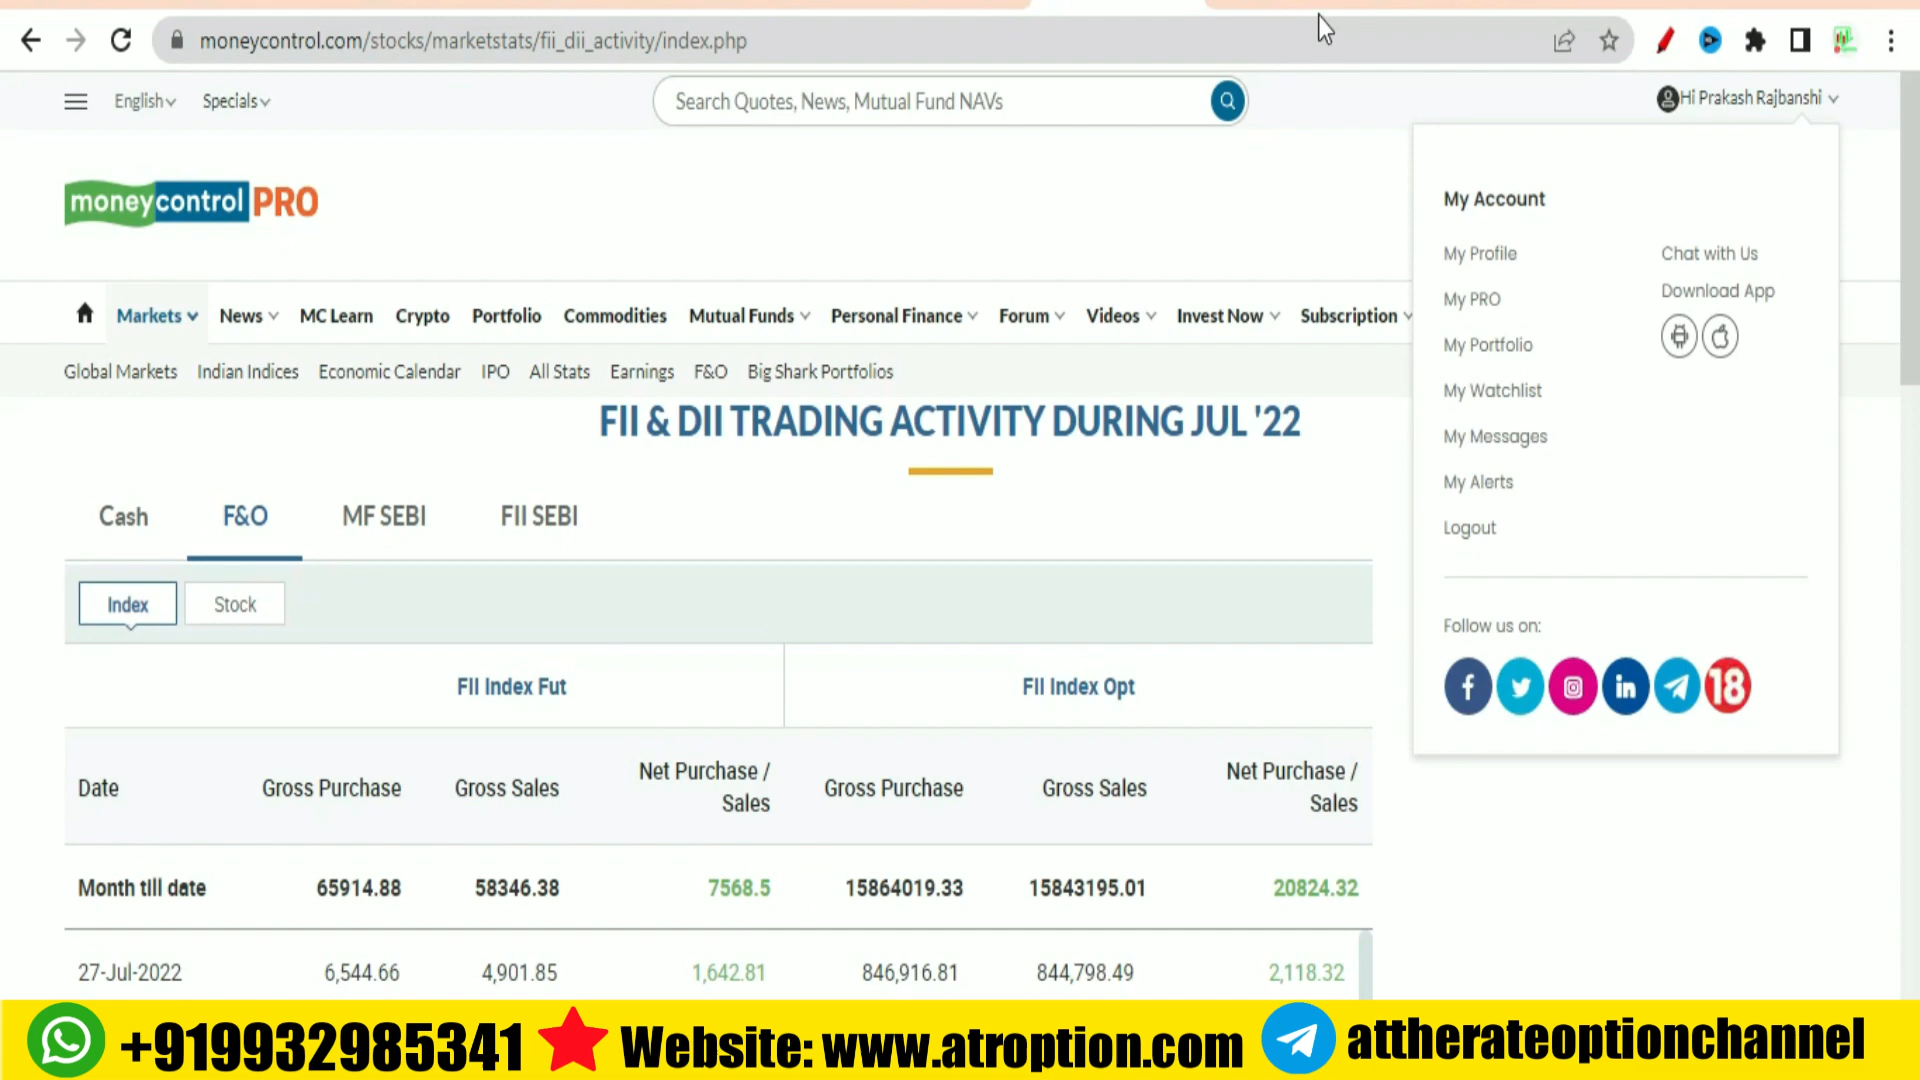 moneycontrol.com/stocks/marketstats/fii_dii_activity/index.php
English Specials Search Quotes, News, Mutual Fund NAVs Hi Prakash Rajbanshi
moneycontrol PRO
Markets News MC Learn Crypto Portfolio Commodities Mutual Funds Personal Finance Forum Videos Invest Now Subscription
Global Markets Indian Indices Economic Calendar IPO All Stats Earnings F&O Big Shark Portfolios
My Account
My Profile Chat with Us
My PRO Download App
My Portfolio
My Watchlist
My Messages
My Alerts
Logout
Follow us on:
18
FII & DII TRADING ACTIVITY DURING JUL '22
Cash F&O MF SEBI FII SEBI
Index Stock
FII Index Fut FII Index Opt
Date Gross Purchase Gross Sales Net Purchase / Sales Gross Purchase Gross Sales Net Purchase / Sales
Month till date 65914.88 58346.38 7568.5 15864019.33 15843195.01 20824.32
27-Jul-2022 6,544.66 4,901.85 1,642.81 846,916.81 844,798.49 2,118.32
+919932985341 Website: www.atroption.com attherateoptionchannel